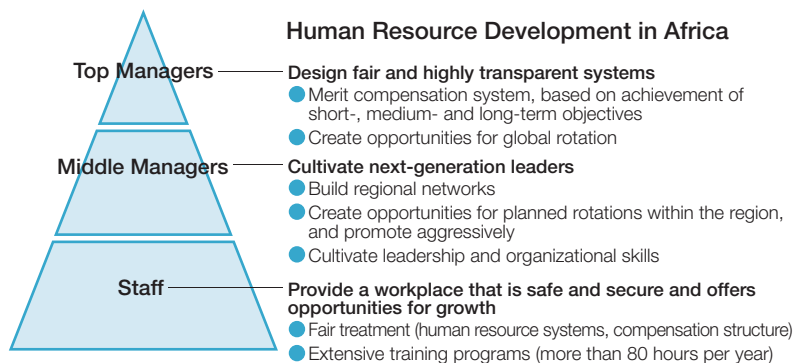 Human Resource Development in Africa
Top Managers
Design fair and highly transparent systems
Merit compensation system, based on achievement of
short-, medium- and long-term objectives
Create opportunities for global rotation
Middle Managers
Cultivate next-generation leaders
Build regional networks
Create opportunities for planned rotations within the region,
and promote aggressively
Cultivate leadership and organizational skills
Staff
Provide a workplace that is safe and secure and offers
opportunities for growth
Fair treatment (human resource systems, compensation structure)
Extensive training programs (more than 80 hours per year)